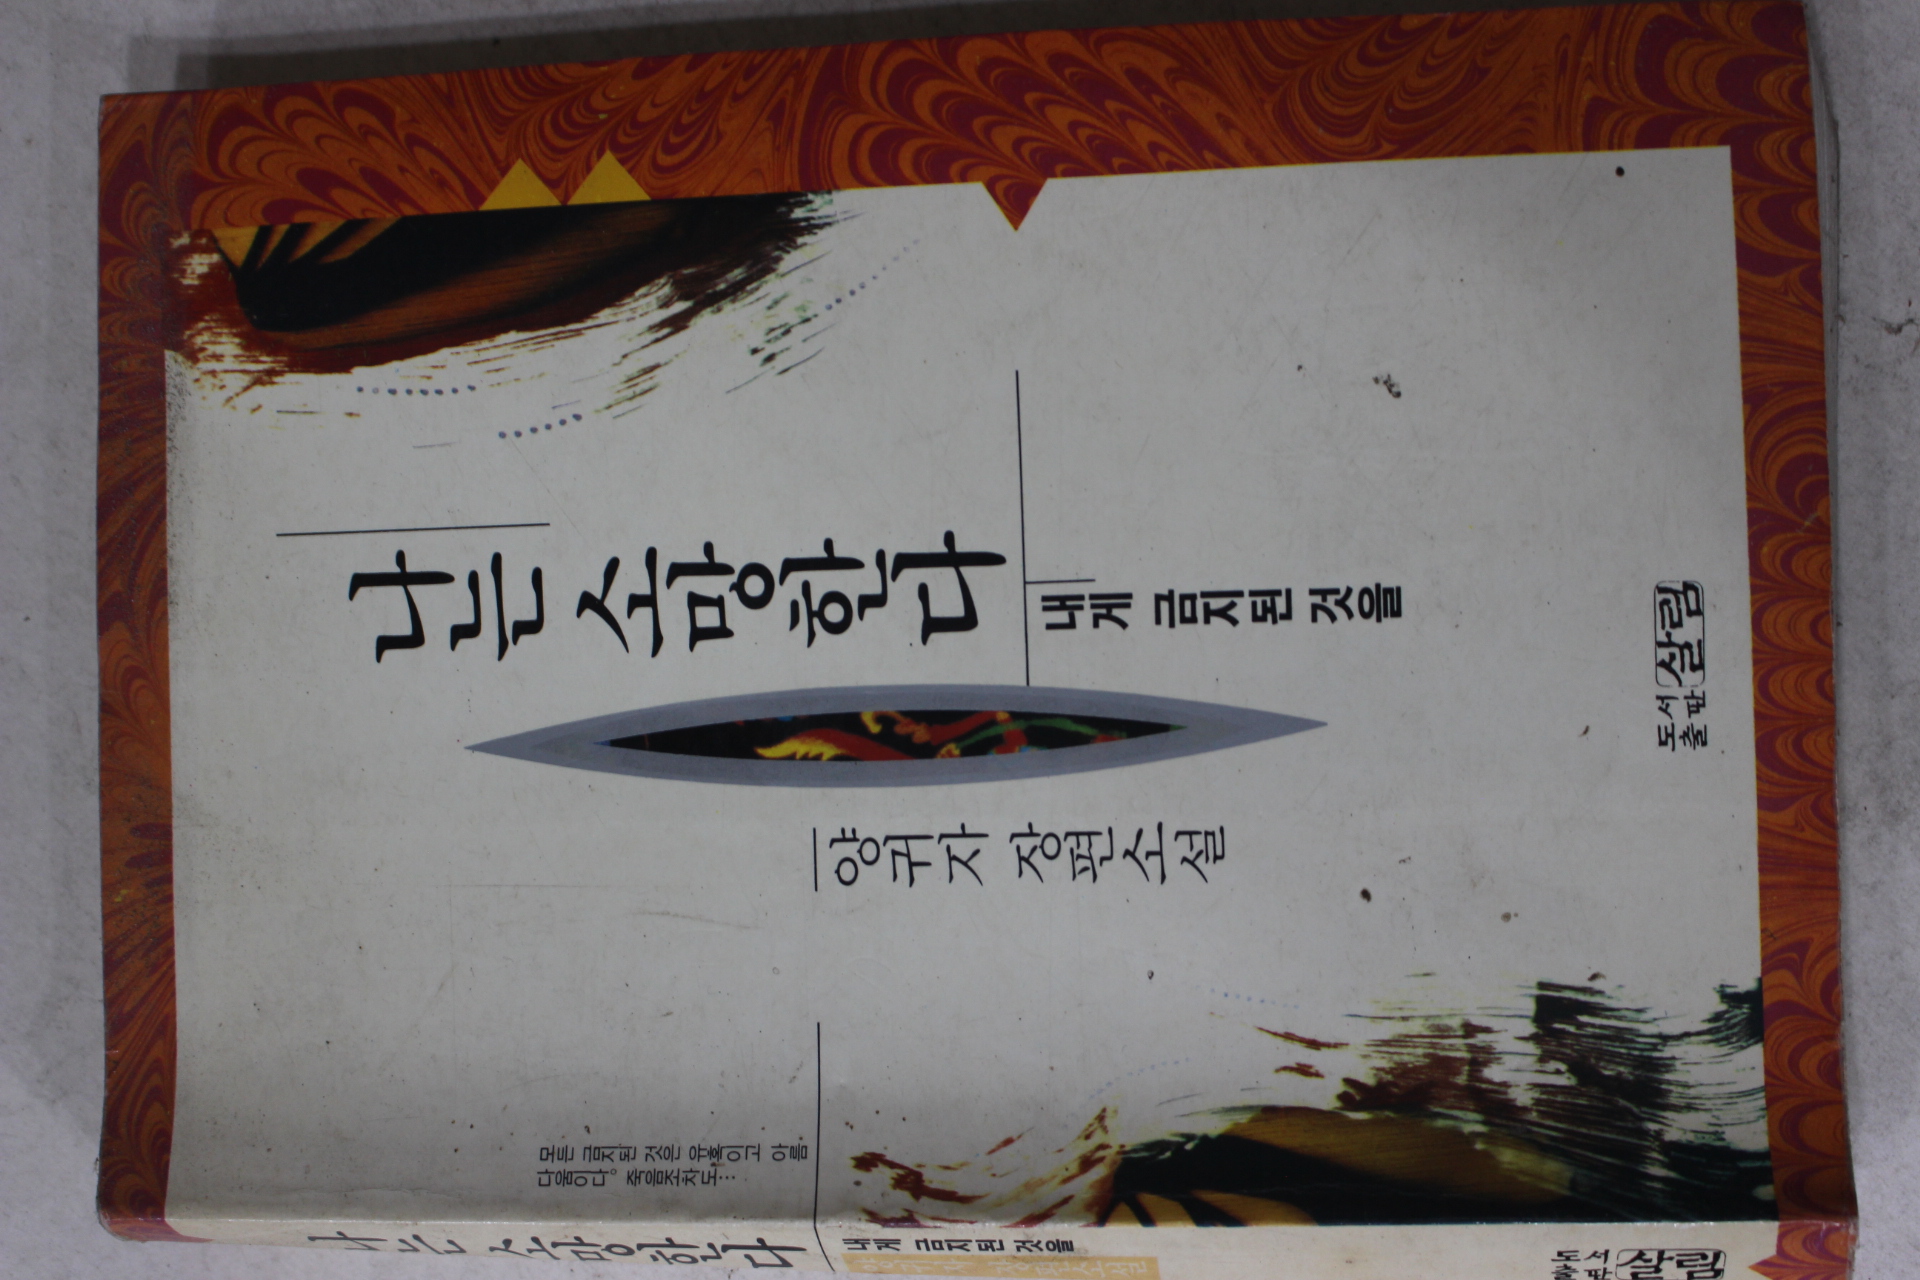 나는 소망한다
내게 금지된 것을
양귀자 장편소설
모든 금지된 것은 유혹이고 아름
다움이다. 죽음조차도…
도서
출판
살림
나는 소망한다
내게 금지된 것을
도서
출판
살림